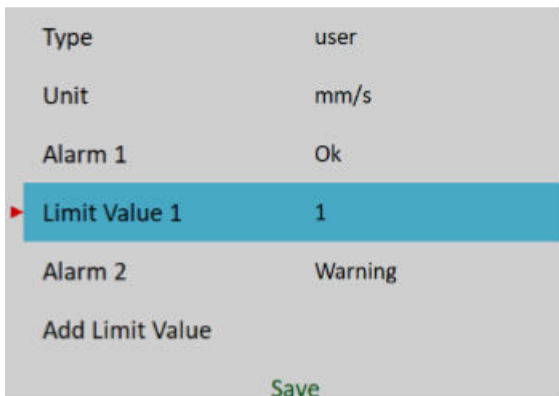 Type user
Unit mm/s
Alarm 1 Ok
Limit Value 1 1
Alarm 2 Warning
Add Limit Value
Save